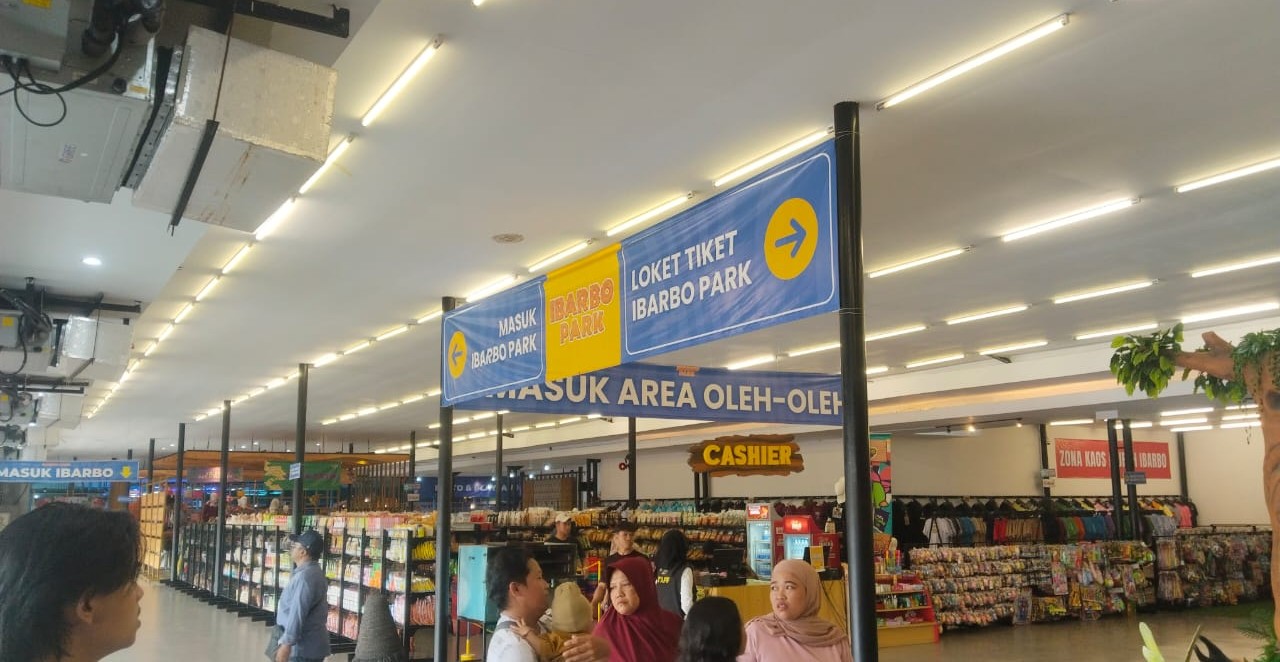 MASUK
IBARBO PARK
IBARBO
PARK
LOKET TIKET
IBARBO PARK
MASUK AREA OLEH-OLEH
MASUK IBARBO
CASHIER
ZONA KAOS
IBARBO